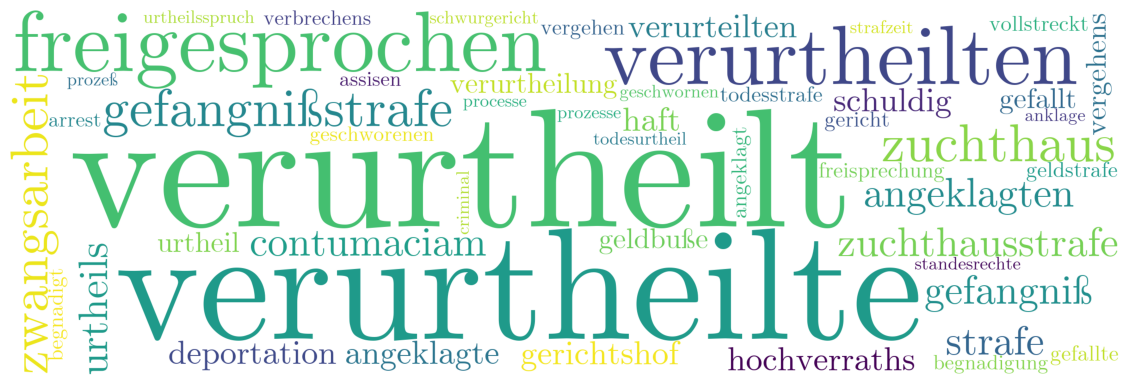 urtheilsspruch verbrechens schwurgericht
freigesprochen vergehen verurteilten strafzeit vollstreckt
verurtheilten
prozeß assisen verurtheilung geschwornen todesstrafe vergehens
zwangsarbeit
arrest gefangnißstrafe processe prozesse haft schuldig gefallt
geschworenen todesurtheil gericht anklage
verurtheilt
angeklagt zuchthaus
criminal freisprechung geldstrafe
angeklagten
urtheil contumaciam geldbuße zuchthausstrafe
verurtheilte
standesrechte
begnadigt urtheils gefangniß
deportation angeklagte gerichtshof hochverraths strafe
begnadigung gefallte